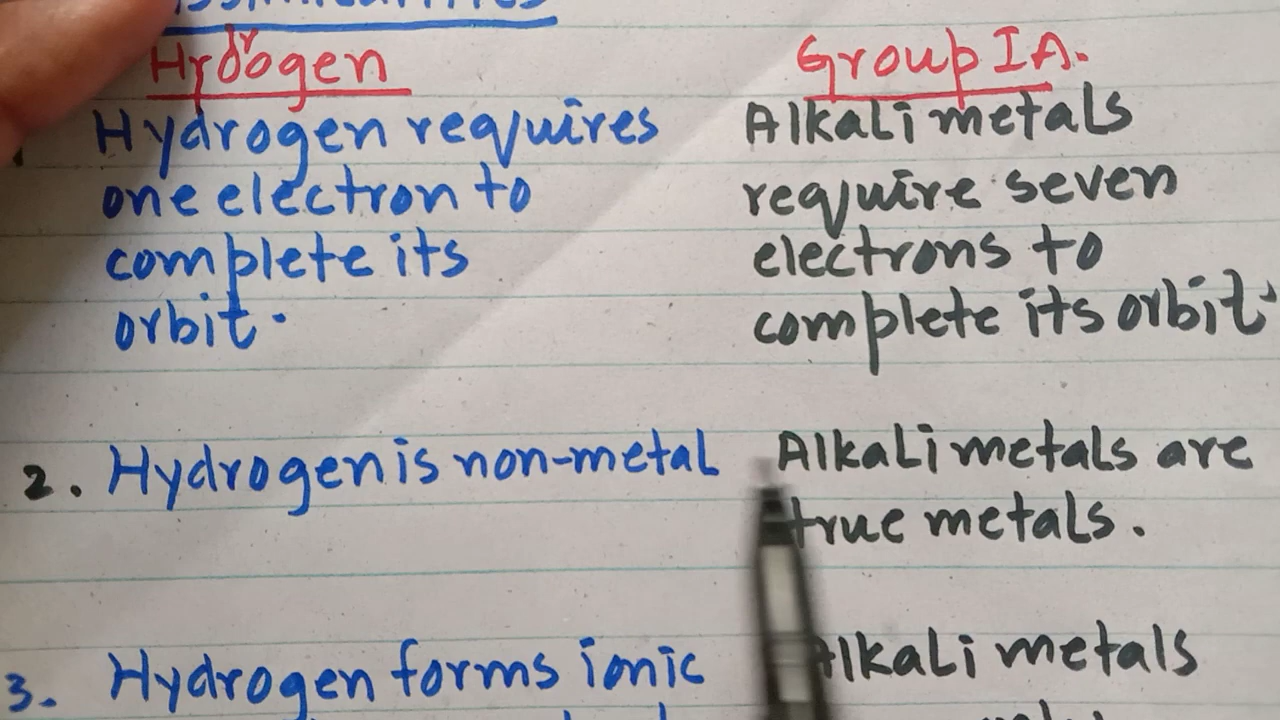 Hydrogen
Group IA.
Hydrogen requires
one electron to
complete its
orbit.
Alkali metals
require seven
electrons to
complete its orbit.
2. Hydrogen is non-metal
Alkali metals are
true metals.
3. Hydrogen forms ionic
Alkali metals